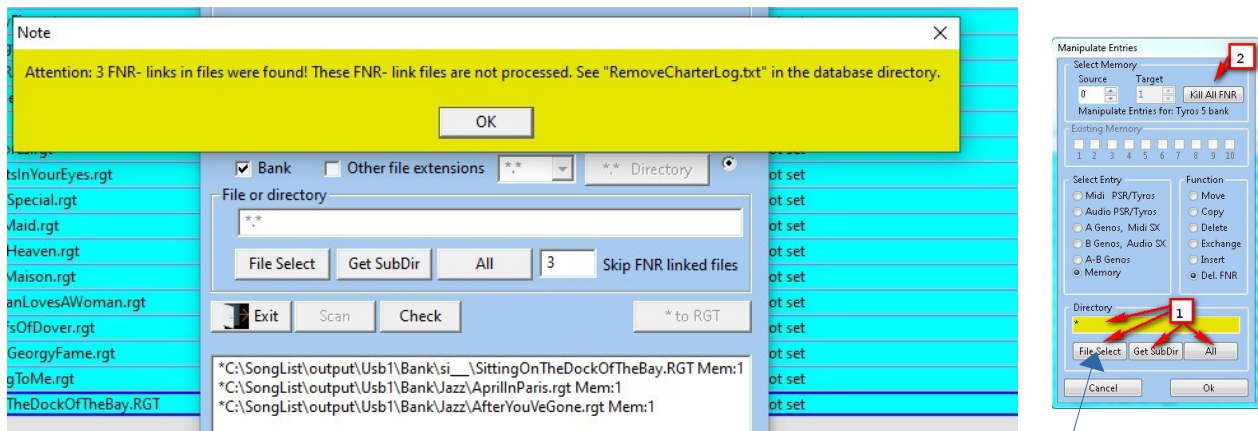 Note
Attention: 3 FNR- links in files were found! These FNR- link files are not processed. See "RemoveCharterLog.txt" in the database directory.
OK
Bank
Other file extensions
*.*
*.* Directory
File or directory
*.*
File Select
Get SubDir
All
3
Skip FNR linked files
Exit
Scan
Check
* to RGT
*C:\SongList\output\Usb1\Bank\si__\SittingOnTheDockOfTheBay.RGT Mem:1
*C:\SongList\output\Usb1\Bank\Jazz\AprilInParis.rgt Mem:1
*C:\SongList\output\Usb1\Bank\Jazz\AfterYouVeGone.rgt Mem:1
tsInYourEyes.rgt
ot set
Special.rgt
ot set
Maid.rgt
ot set
Heaven.rgt
ot set
Maison.rgt
ot set
anLovesAWoman.rgt
ot set
fsOfDover.rgt
ot set
GeorgyFame.rgt
ot set
gToMe.rgt
ot set
TheDockOfTheBay.RGT
ot set
Manipulate Entries
2
Select Memory
Source
Target
0
1
Kill All FNR
Manipulate Entries for: Tyros 5 bank
Existing Memory
1 2 3 4 5 6 7 8 9 10
Select Entry
Midi PSR/Tyros
Audio PSR/Tyros
A Genos, Midi SX
B Genos, Audio SX
A-B Genos
Memory
Function
Move
Copy
Delete
Exchange
Insert
Del. FNR
Directory
1
*
File Select
Get SubDir
All
Cancel
Ok